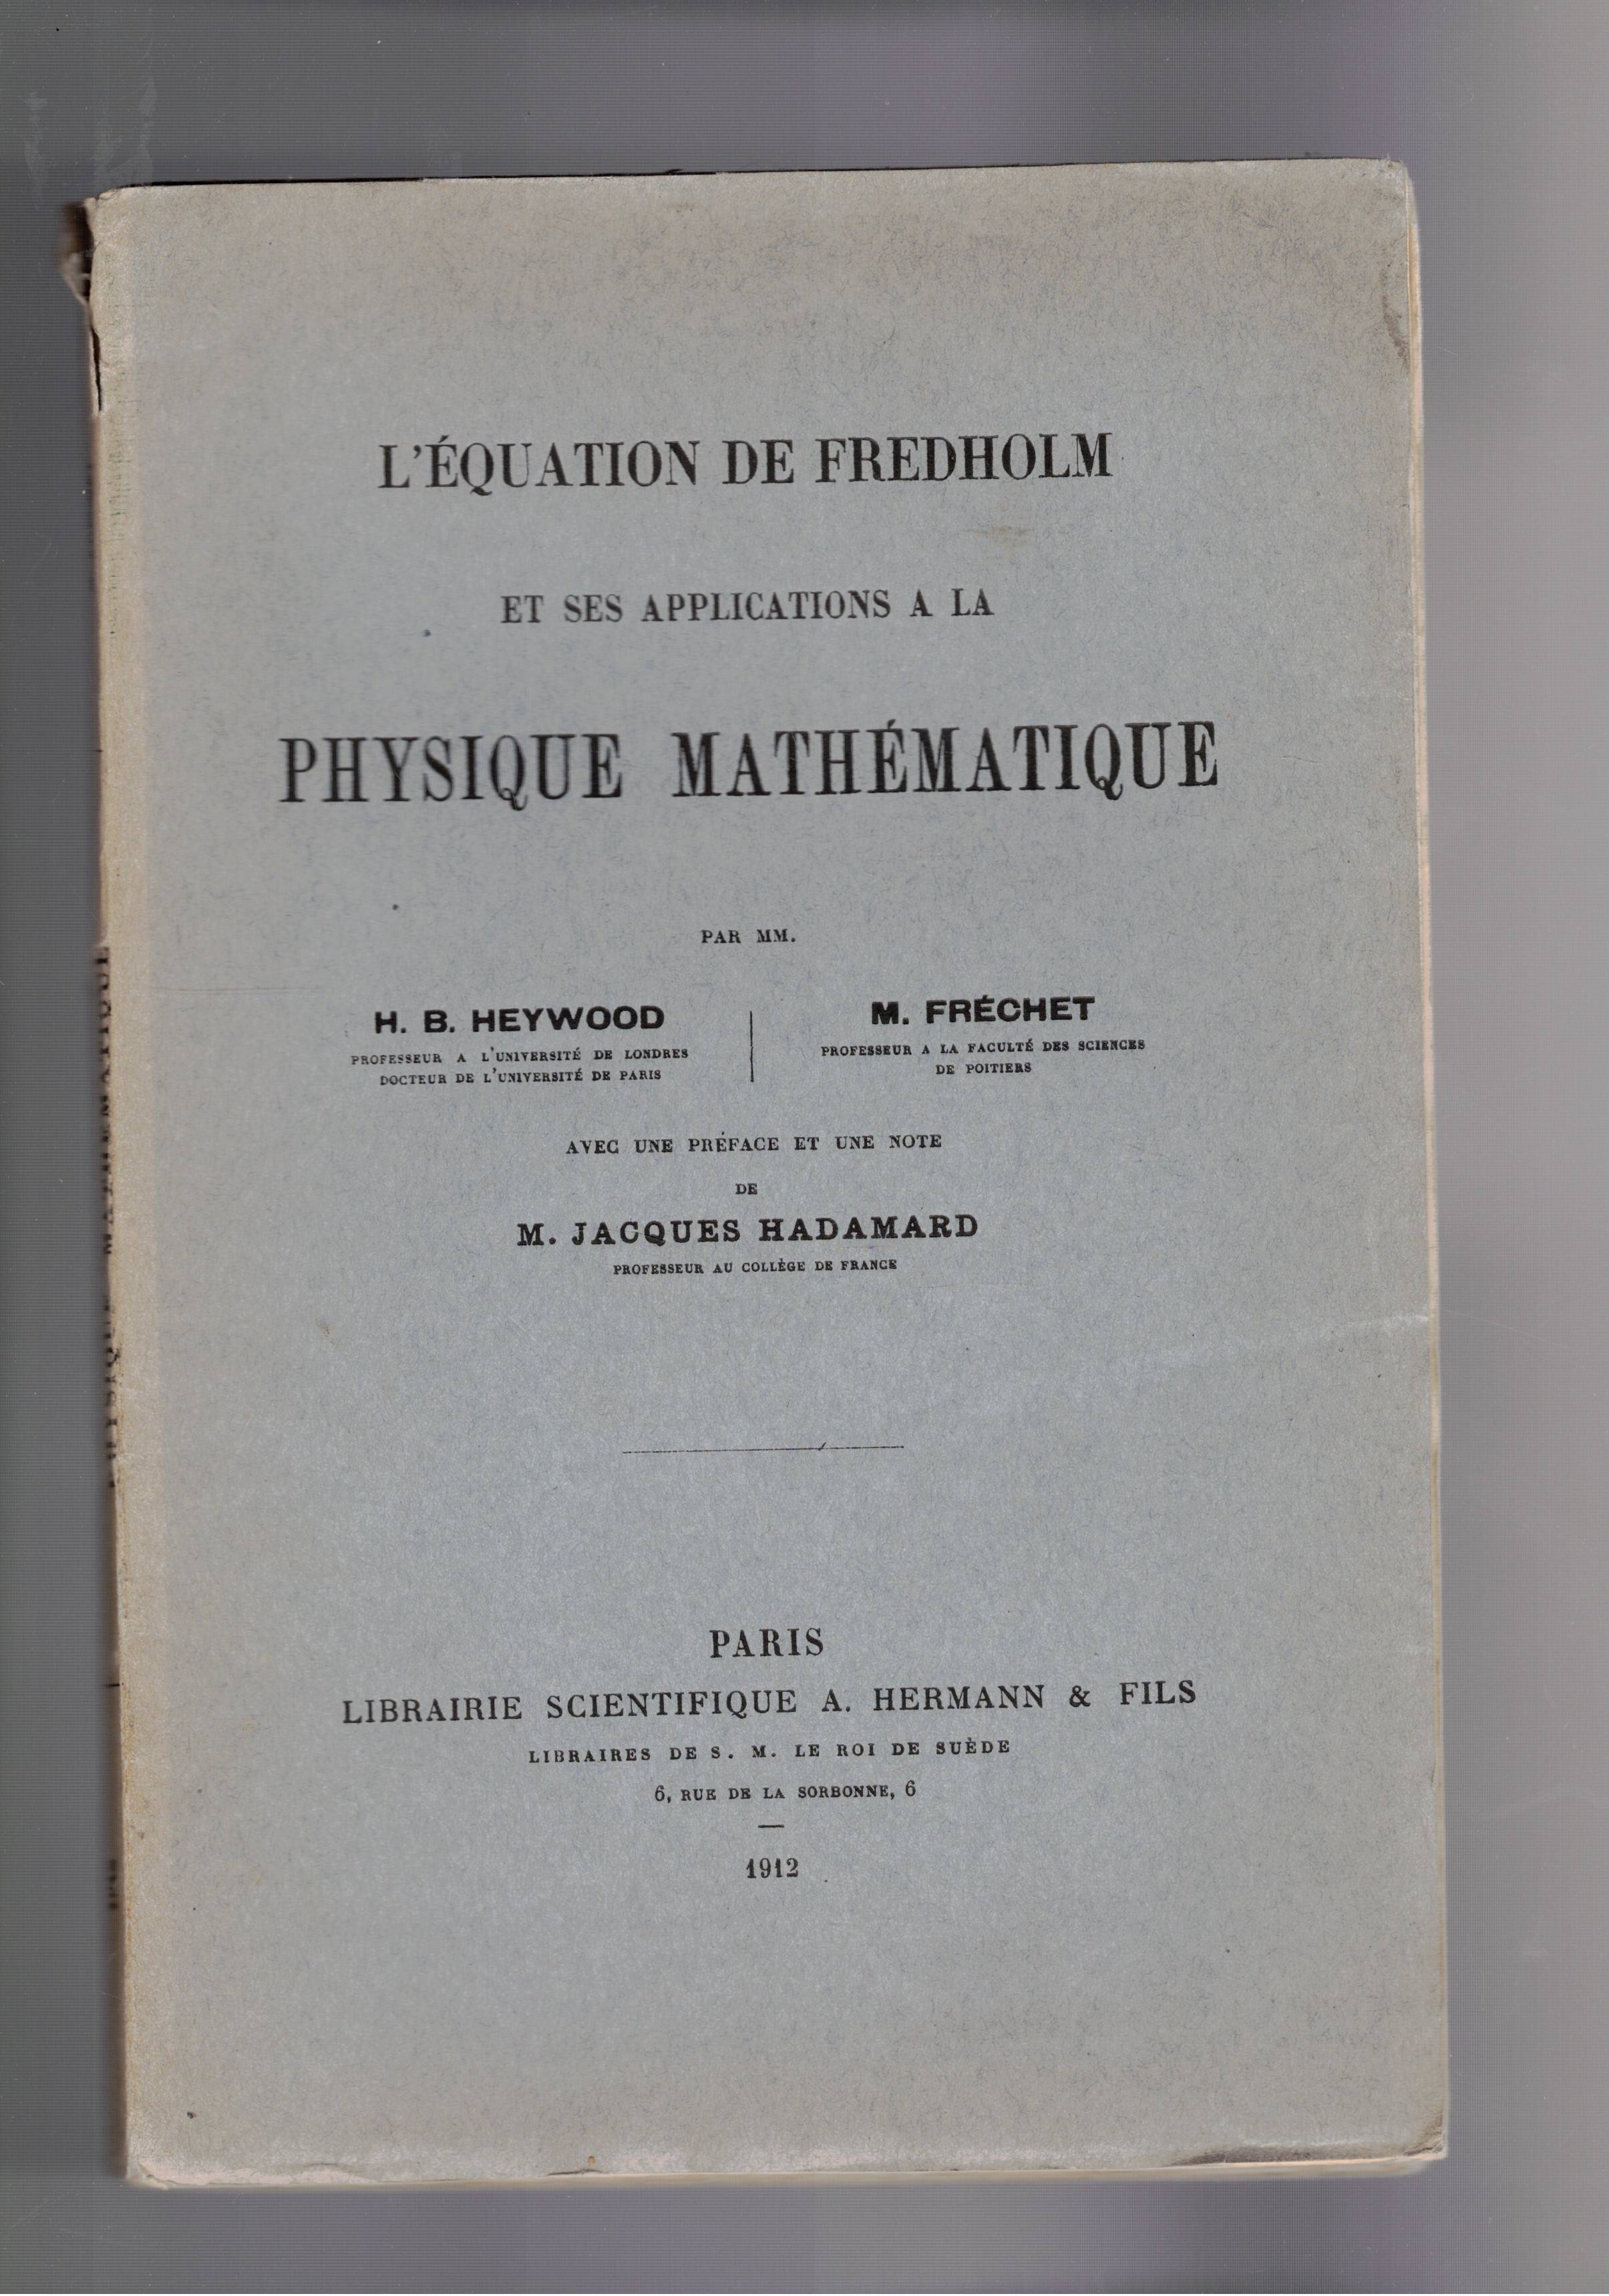 L'ÉQUATION DE FREDHOLM
ET SES APPLICATIONS A LA
PHYSIQUE MATHÉMATIQUE
PAR MM.
H. B. HEYWOOD
PROFESSEUR A L'UNIVERSITÉ DE LONDRES
DOCTEUR DE L'UNIVERSITÉ DE PARIS
M. FRÉCHET
PROFESSEUR A LA FACULTÉ DES SCIENCES
DE POITIERS
AVEC UNE PRÉFACE ET UNE NOTE
DE
M. JACQUES HADAMARD
PROFESSEUR AU COLLÈGE DE FRANCE
PARIS
LIBRAIRIE SCIENTIFIQUE A. HERMANN & FILS
LIBRAIRES DE S. M. LE ROI DE SUÈDE
6, RUE DE LA SORBONNE, 6
1912
PHYSIQUE MATHÉMATIQUE